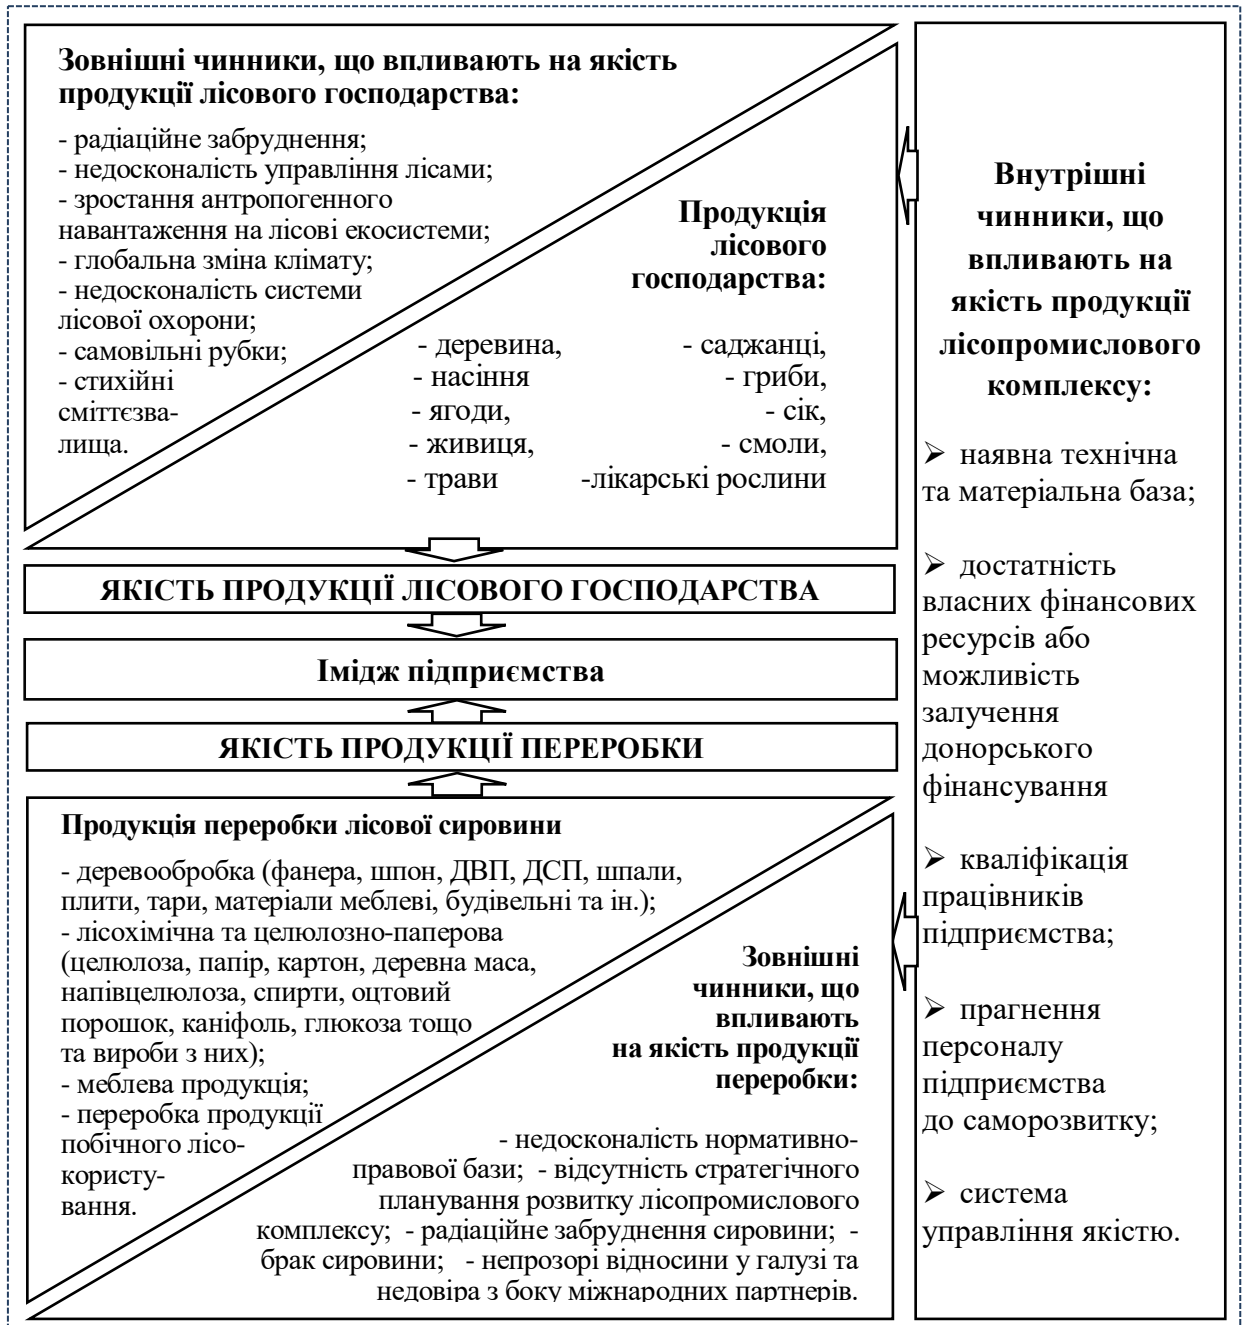 Зовнішні чинники, що впливають на якість
продукції лісового господарства:
- радіаційне забруднення;
- недосконалість управління лісами;
- зростання антропогенного
навантаження на лісові екосистеми;
- глобальна зміна клімату;
- недосконалість системи
лісової охорони;
- самовільні рубки;
- стихійні
сміттєзва-
лища.
Продукція
лісового
господарства:
- деревина, - саджанці,
- насіння - гриби,
- ягоди, - сік,
- живиця, - смоли,
- трави -лікарські рослини
ЯКІСТЬ ПРОДУКЦІЇ ЛІСОВОГО ГОСПОДАРСТВА
Імідж підприємства
ЯКІСТЬ ПРОДУКЦІЇ ПЕРЕРОБКИ
Продукція переробки лісової сировини
- деревообробка (фанера, шпон, ДВП, ДСП, шпали,
плити, тари, матеріали меблеві, будівельні та ін.);
- лісохімічна та целюлозно-паперова
(целюлоза, папір, картон, деревна маса,
напівцелюлоза, спирти, оцтовий
порошок, каніфоль, глюкоза тощо
та вироби з них);
- меблева продукція;
- переробка продукції
побічного лісо-
користу-
вання.
Зовнішні
чинники, що
впливають
на якість продукції
переробки:
- недосконалість нормативно-
правової бази; - відсутність стратегічного
планування розвитку лісопромислового
комплексу; - радіаційне забруднення сировини; -
брак сировини; - непрозорі відносини у галузі та
недовіра з боку міжнародних партнерів.
Внутрішні
чинники, що
впливають на
якість продукції
лісопромислового
комплексу:
➢ наявна технічна
та матеріальна база;
➢ достатність
власних фінансових
ресурсів або
можливість
залучення
донорського
фінансування
➢ кваліфікація
працівників
підприємства;
➢ прагнення
персоналу
підприємства
до саморозвитку;
➢ система
управління якістю.